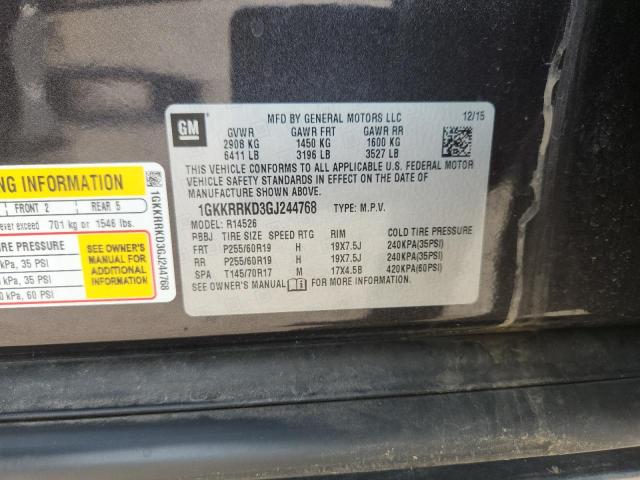 NG INFORMATION
FRONT 2 REAR 5
ever exceed 701 kg or 1546 lbs.
TIRE PRESSURE
kPa, 35 PSI
kPa, 35 PSI
0 kPa, 60 PSI
SEE OWNER'S
MANUAL FOR
ADDITIONAL
INFORMATION
1GKKRRKD3GJ244768
GM
MFD BY GENERAL MOTORS LLC 12/15
GVWR GAWR FRT GAWR RR
2908 KG 1450 KG 1600 KG
6411 LB 3196 LB 3527 LB
THIS VEHICLE CONFORMS TO ALL APPLICABLE U.S. FEDERAL MOTOR
VEHICLE SAFETY STANDARDS IN EFFECT ON THE DATE OF
MANUFACTURE SHOWN ABOVE.
1GKKRRKD3GJ244768 TYPE: M.P.V.
MODEL: R14526
RBBJ TIRE SIZE SPEED RTG RIM COLD TIRE PRESSURE
FRT P255/60R19 H 19X7.5J 240KPA(35PSI)
RR P255/60R19 H 19X7.5J 240KPA(35PSI)
SPA T145/70R17 M 17X4.5B 420KPA(60PSI)
SEE OWNER'S MANUAL FOR MORE INFORMATION.